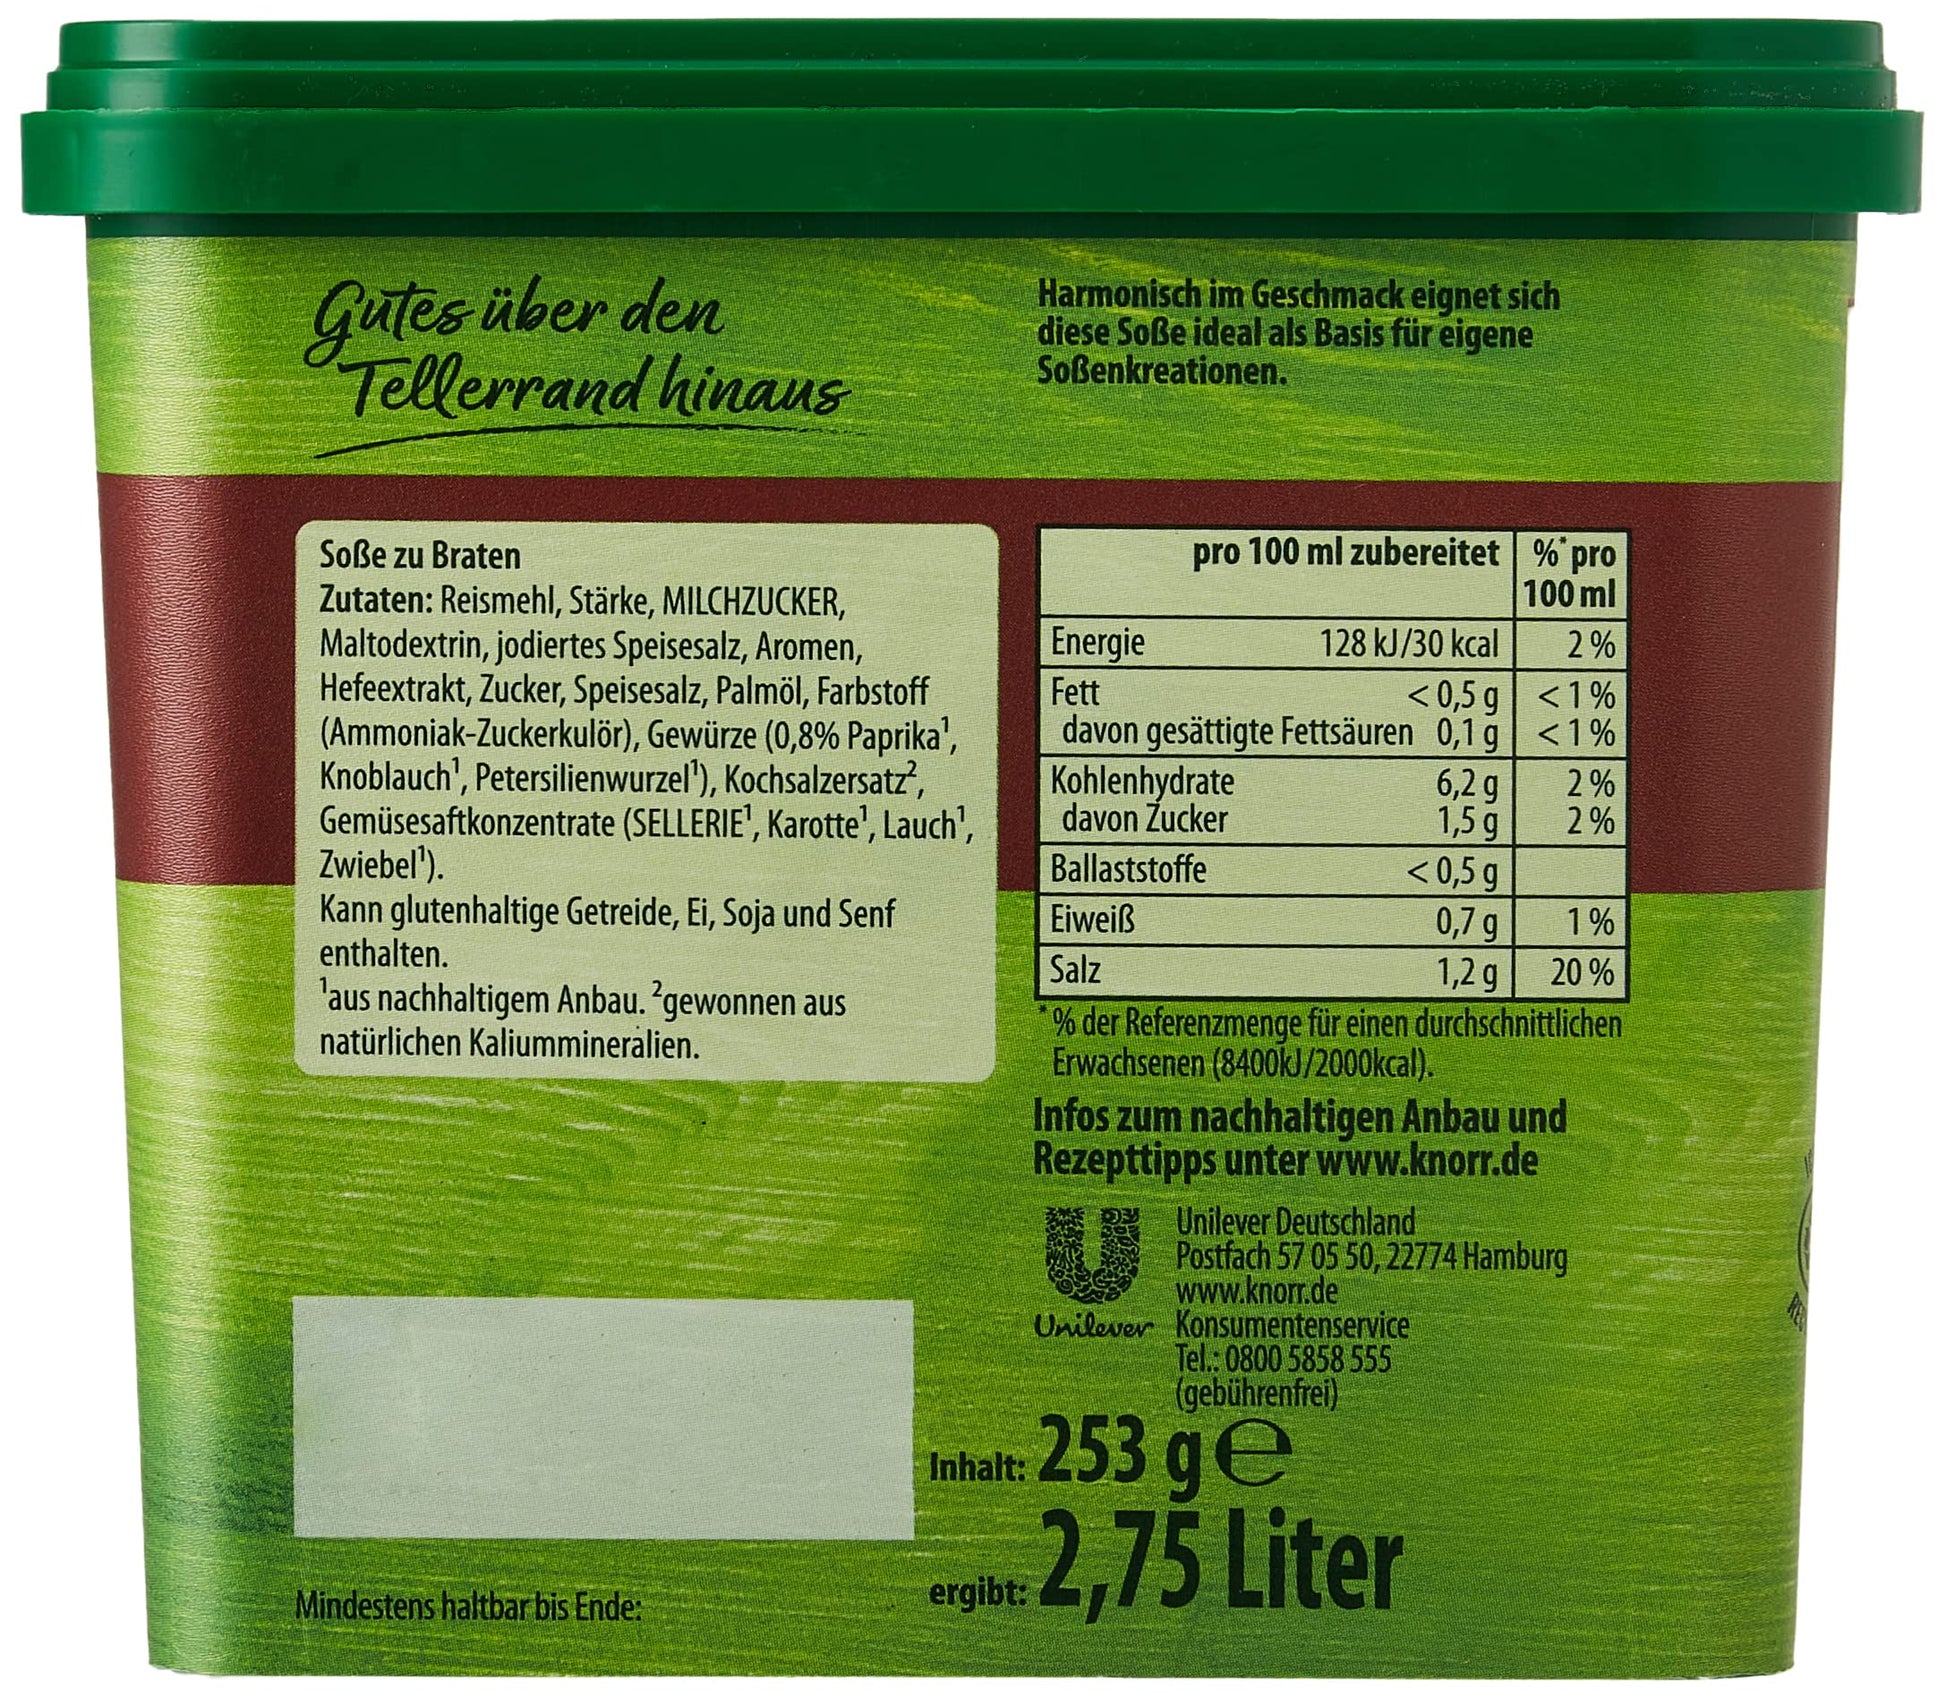 Gutes über den
Tellerrand hinaus
Harmonisch im Geschmack eignet sich
diese Soße ideal als Basis für eigene
Soßenkreationen.
Soße zu Braten
Zutaten: Reismehl, Stärke, MILCHZUCKER,
Maltodextrin, jodiertes Speisesalz, Aromen,
Hefeextrakt, Zucker, Speisesalz, Palmöl, Farbstoff
(Ammoniak-Zuckerkulör), Gewürze (0,8% Paprika¹,
Knoblauch¹, Petersilienwurzel¹), Kochsalzersatz²,
Gemüsesaftkonzentrate (SELLERIE¹, Karotte¹, Lauch¹,
Zwiebel¹).
Kann glutenhaltige Getreide, Ei, Soja und Senf
enthalten.
¹aus nachhaltigem Anbau. ²gewonnen aus
natürlichen Kaliummineralien.
pro 100 ml zubereitet %* pro
100 ml
Energie 128 kJ/30 kcal 2 %
Fett < 0,5 g < 1 %
davon gesättigte Fettsäuren 0,1 g < 1 %
Kohlenhydrate 6,2 g 2 %
davon Zucker 1,5 g 2 %
Ballaststoffe < 0,5 g
Eiweiß 0,7 g 1 %
Salz 1,2 g 20 %
*% der Referenzmenge für einen durchschnittlichen
Erwachsenen (8400kJ/2000kcal).
Infos zum nachhaltigen Anbau und
Rezepttipps unter www.knorr.de
Unilever Deutschland
Postfach 57 05 50, 22774 Hamburg
www.knorr.de
Unilever Konsumentenservice
Tel.: 0800 5858 555
(gebührenfrei)
Inhalt: 253 g e
ergibt: 2,75 Liter
Mindestens haltbar bis Ende: